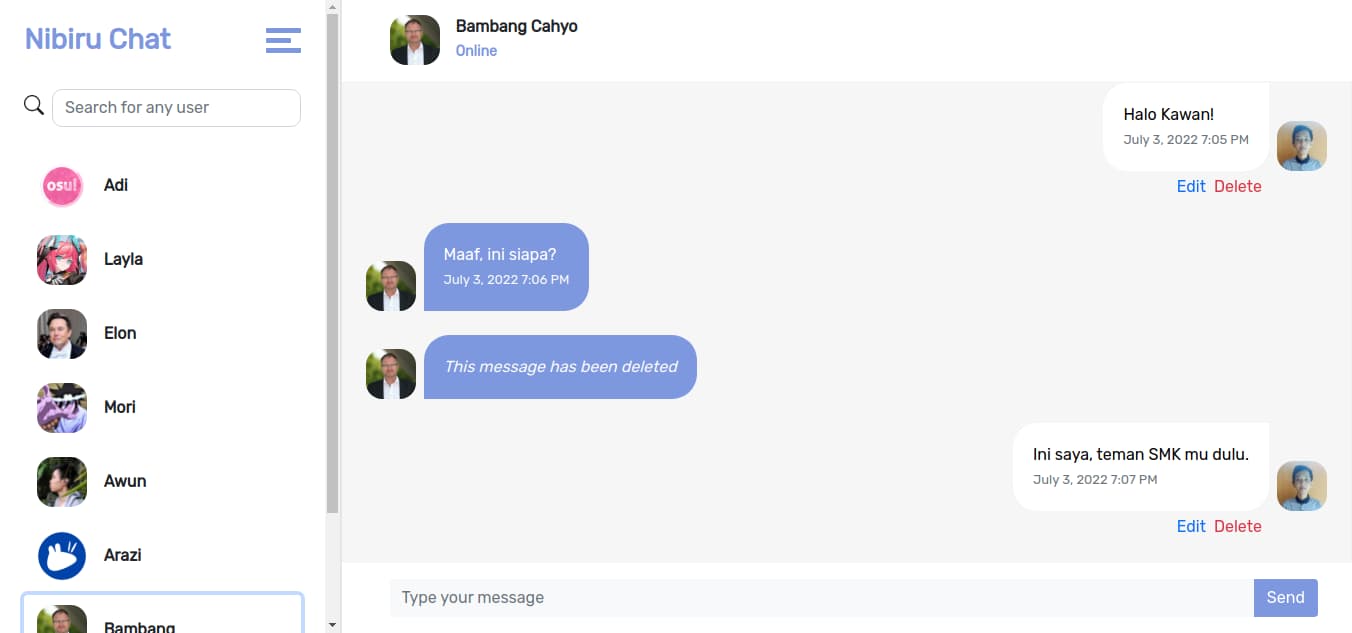 Nibiru Chat
Search for any user
osu!
Adi
Layla
Elon
Mori
Awun
Arazi
Bambang
Bambang Cahyo
Online
Halo Kawan!
July 3, 2022 7:05 PM
Edit Delete
Maaf, ini siapa?
July 3, 2022 7:06 PM
This message has been deleted
Ini saya, teman SMK mu dulu.
July 3, 2022 7:07 PM
Edit Delete
Type your message
Send